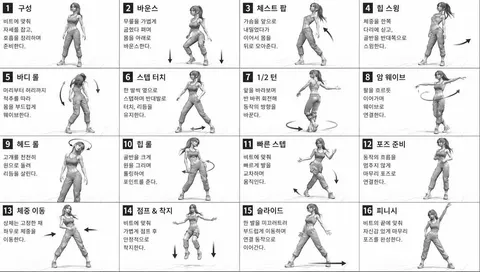 1 구성
비트에 맞춰
자세를 잡고,
호흡을 정리하며
준비한다.
2 바운스
무릎을 가볍게
굽혔다 펴며
몸을 아래로
바운스한다.
3 체스트 팝
가슴을 앞으로
내밀었다가
이어서 몸을
뒤로 모아준다.
4 힙 스윙
체중을 한쪽
다리에 싣고,
골반을 반대쪽으로
스윙한다.
5 바디 롤
머리부터 허리까지
척추를 따라
몸을 부드럽게
웨이브한다.
6 스텝 터치
한 발씩 옆으로
스텝하며 반대발로
터치, 리듬을
유지한다.
7 1/2 턴
앞을 바라보며
반 바퀴 회전해
동작의 방향을
바꾼다.
8 암 웨이브
팔을 프르듯
이어가며
웨이브로
연결한다.
9 헤드 롤
고개를 천천히
원으로 돌려
리듬을 살린다.
10 힙 롤
골반을 크게
원을 그리며
롤링하여
포인트를 준다.
11 빠른 스텝
비트에 맞춰
빠르게 발을
교차하며
움직인다.
12 포즈 준비
동작의 흐름을
멈추지 않게
마무리 포즈로
연결한다.
13 체중 이동
상체는 고정한 채
좌우로 체중을
이동한다.
14 점프 & 착지
비트에 맞춰
가볍게 점프 후
안정적으로
착지한다.
15 슬라이드
한 발을 미끄러트려
부드럽게 이동하며
연결 동작으로
이어간다.
16 피니시
비트의 끝에 맞춰
자신감 있게 마무리
포즈를 완성한다.